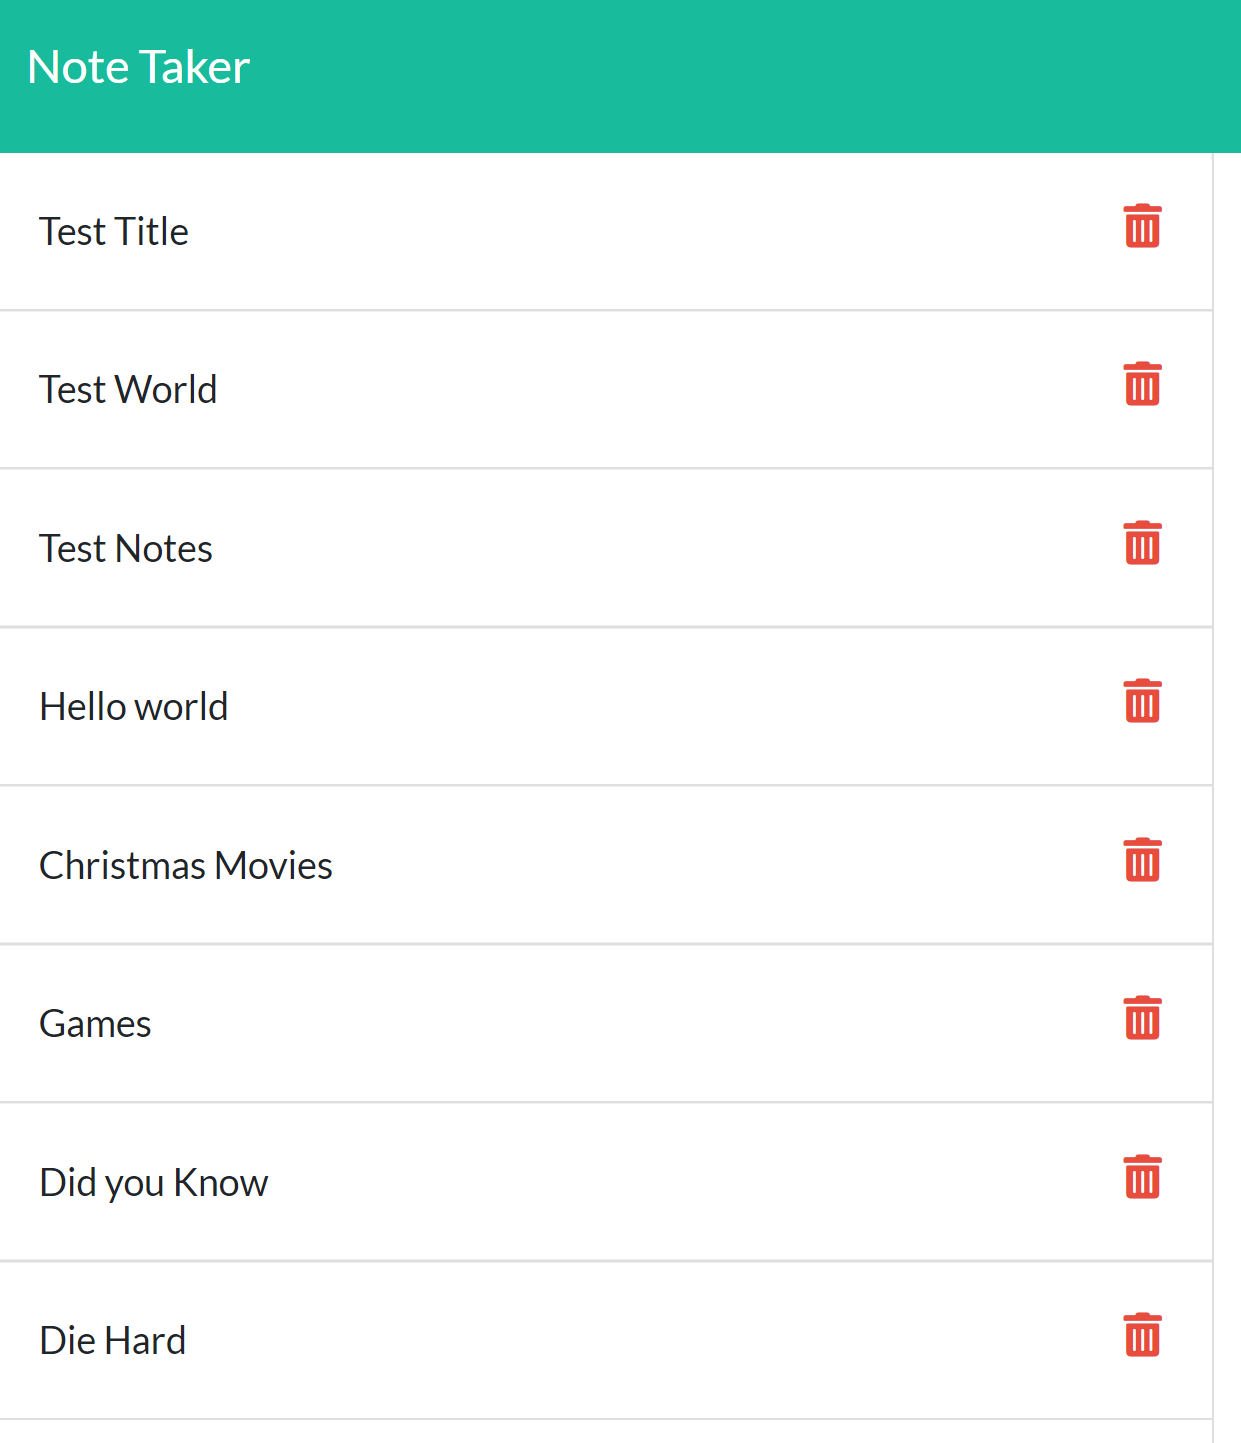 Note Taker
Test Title
Test World
Test Notes
Hello world
Christmas Movies
Games
Did you Know
Die Hard